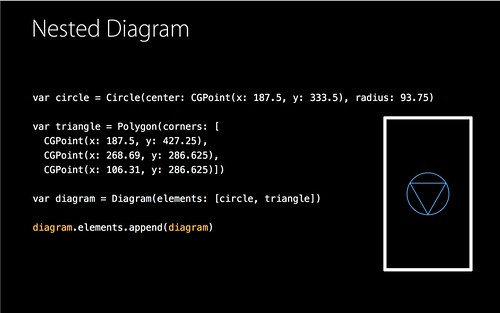 Nested Diagram
var circle = Circle(center: CGPoint(x: 187.5, y: 333.5), radius: 93.75)
var triangle = Polygon(corners: [
CGPoint(x: 187.5, y: 427.25),
CGPoint(x: 268.69, y: 286.625),
CGPoint(x: 106.31, y: 286.625)])
var diagram = Diagram(elements: [circle, triangle])
diagram.elements.append(diagram)